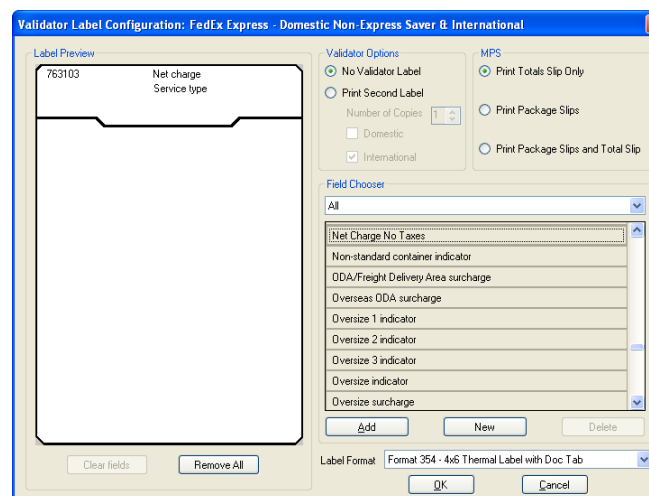 Validator Label Configuration: FedEx Express - Domestic Non-Express Saver & International
Label Preview
763103 Net charge
Service type
Clear fields
Remove All
Validator Options
No Validator Label
Print Second Label
Number of Copies 1
Domestic
International
MPS
Print Totals Slip Only
Print Package Slips
Print Package Slips and Total Slip
Field Chooser
All
Net Charge No Taxes
Non-standard container indicator
ODA/Freight Delivery Area surcharge
Overseas ODA surcharge
Oversize 1 indicator
Oversize 2 indicator
Oversize 3 indicator
Oversize indicator
Oversize surcharge
Add
New
Delete
Label Format Format 354 - 4x6 Thermal Label with Doc Tab
OK
Cancel